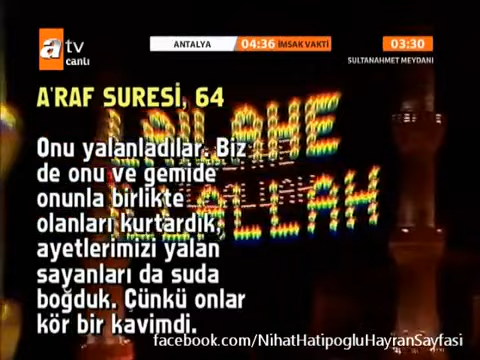 atv
canlı
ANTALYA 04:36 İMSAK VAKTİ
03:30
SULTANAHMET MEYDANI
A'RAF SURESİ, 64
LAİLAHE
İLLALLAH
Onu yalanladılar. Biz
de onu ve gemide
onunla birlikte
olanları kurtardık,
ayetlerimizi yalan
sayanları da suda
boğduk. Çünkü onlar
kör bir kavimdi.
facebook.com/NihatHatipogluHayranSayfasi